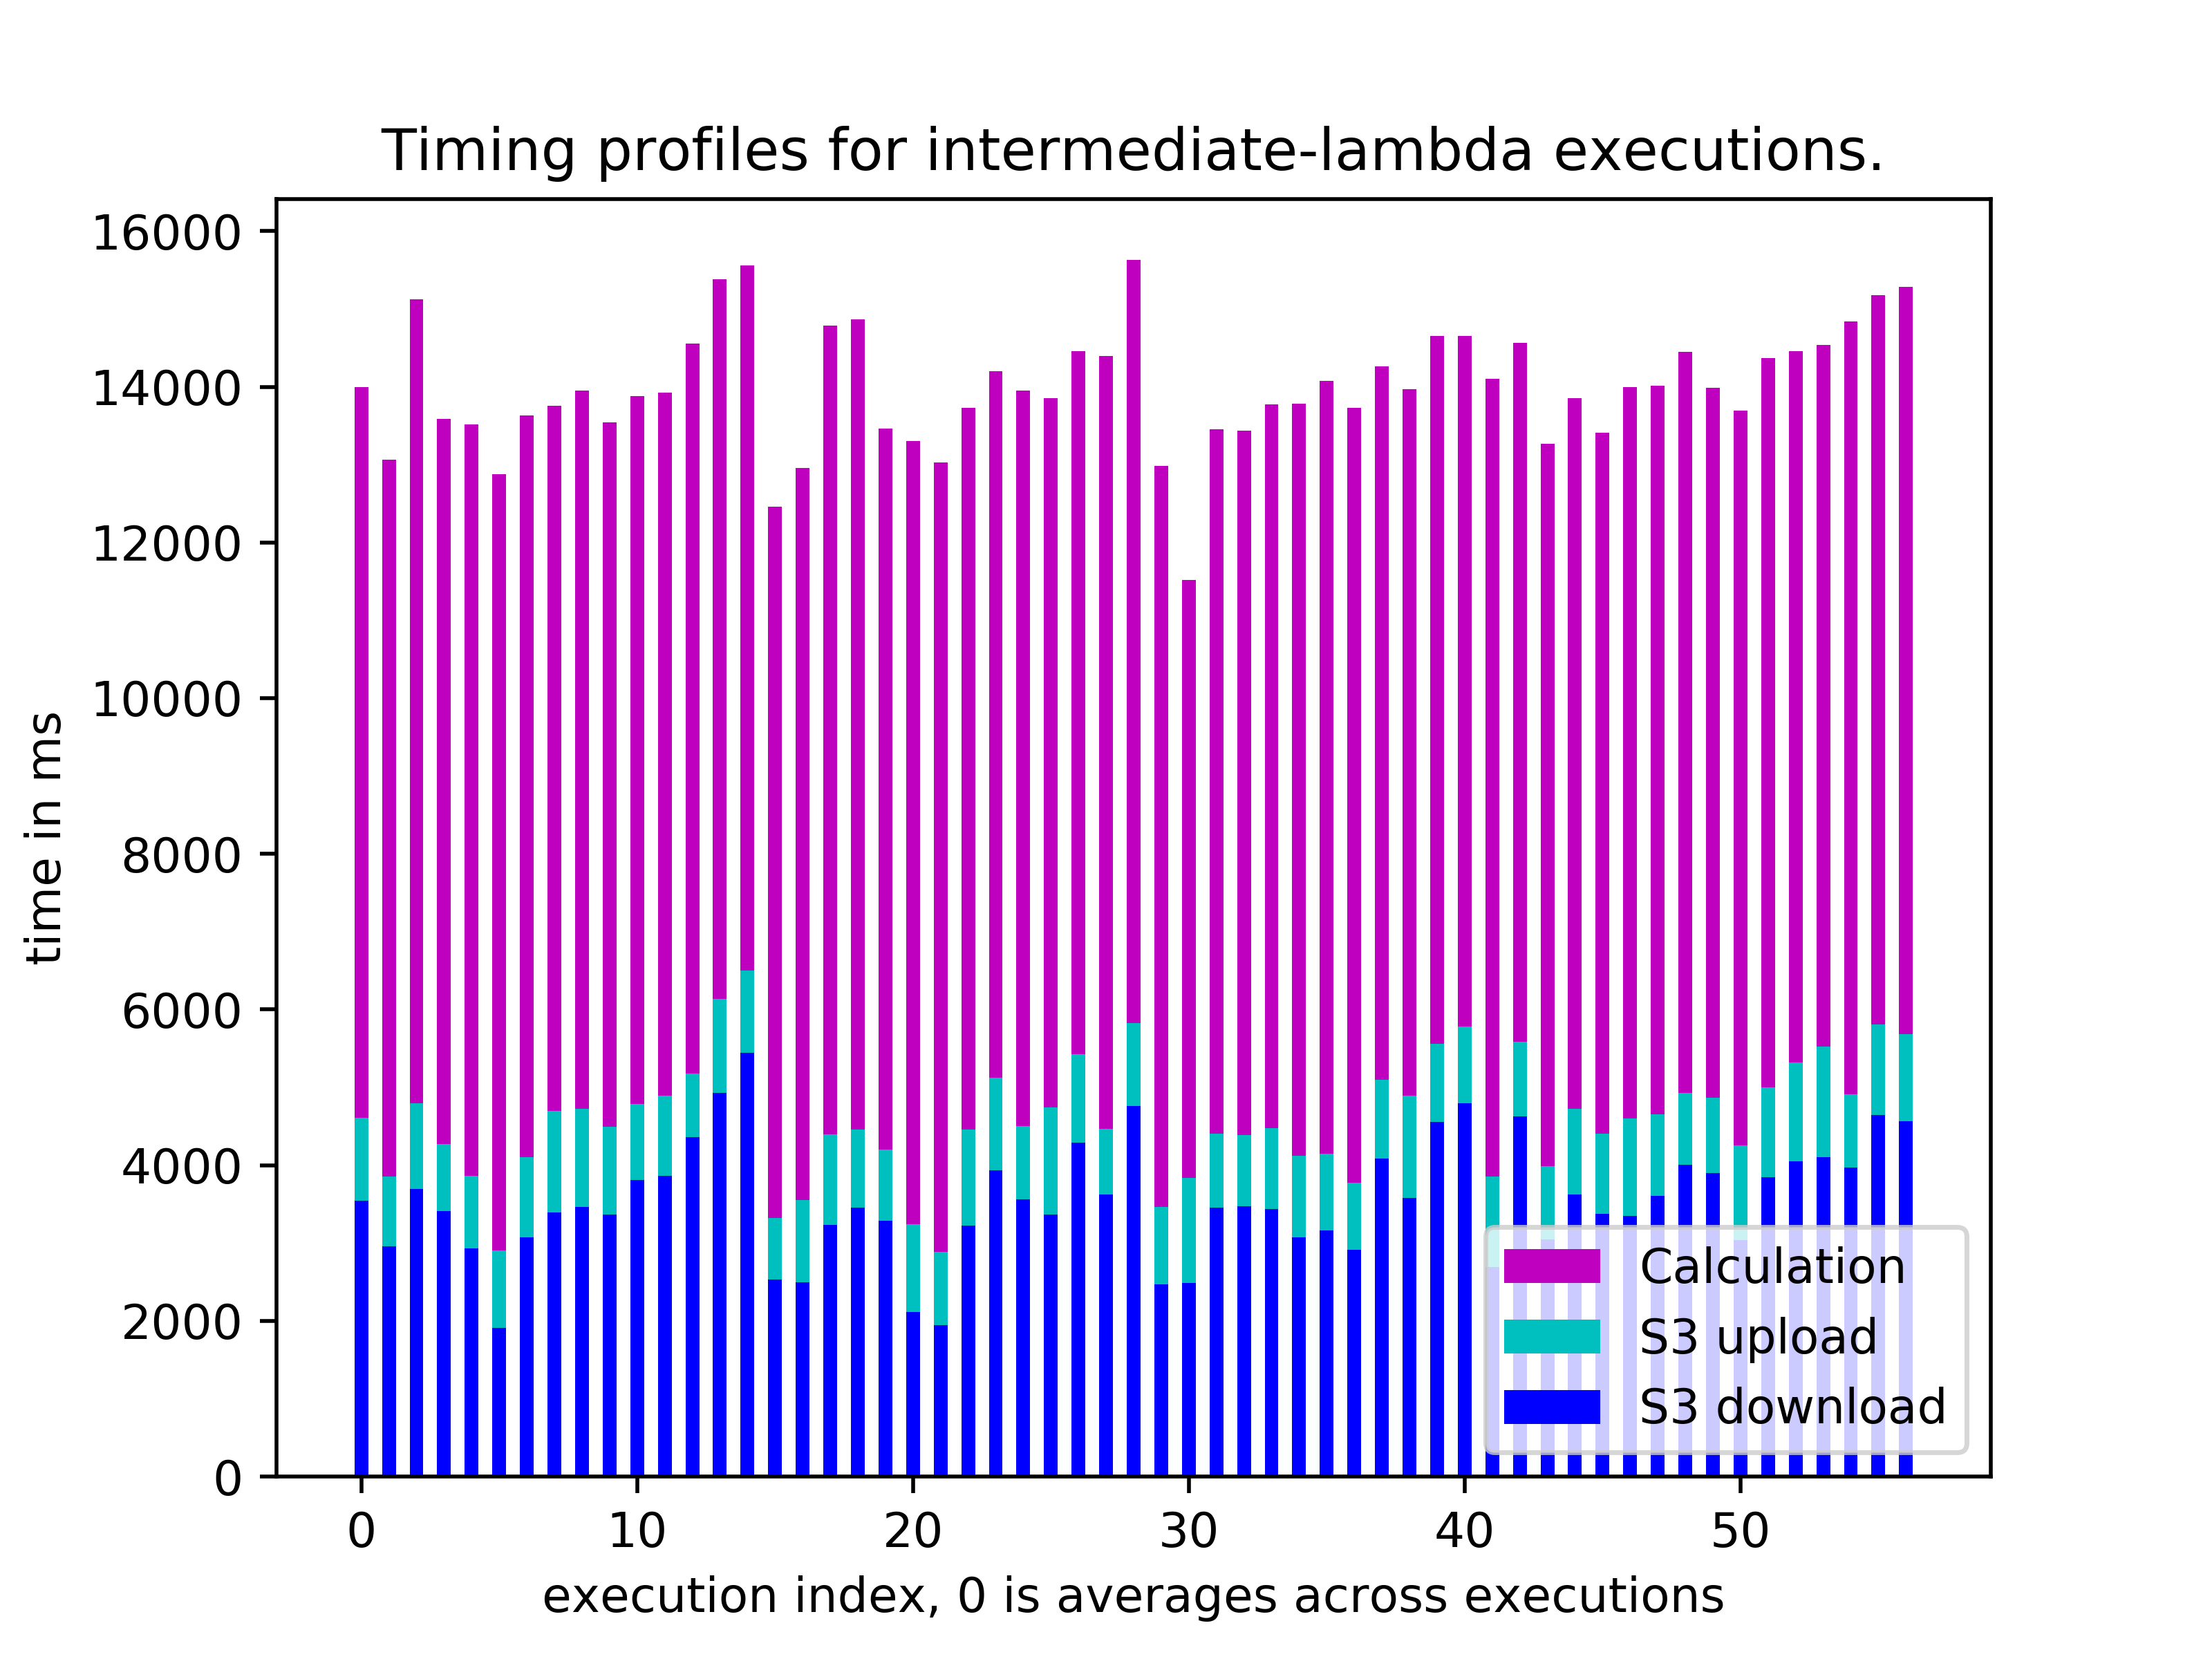 Timing profiles for intermediate-lambda executions.
16000
14000
12000
10000
8000
6000
4000
2000
0
time in ms
Calculation
S3 upload
S3 download
0 10 20 30 40 50
execution index, 0 is averages across executions